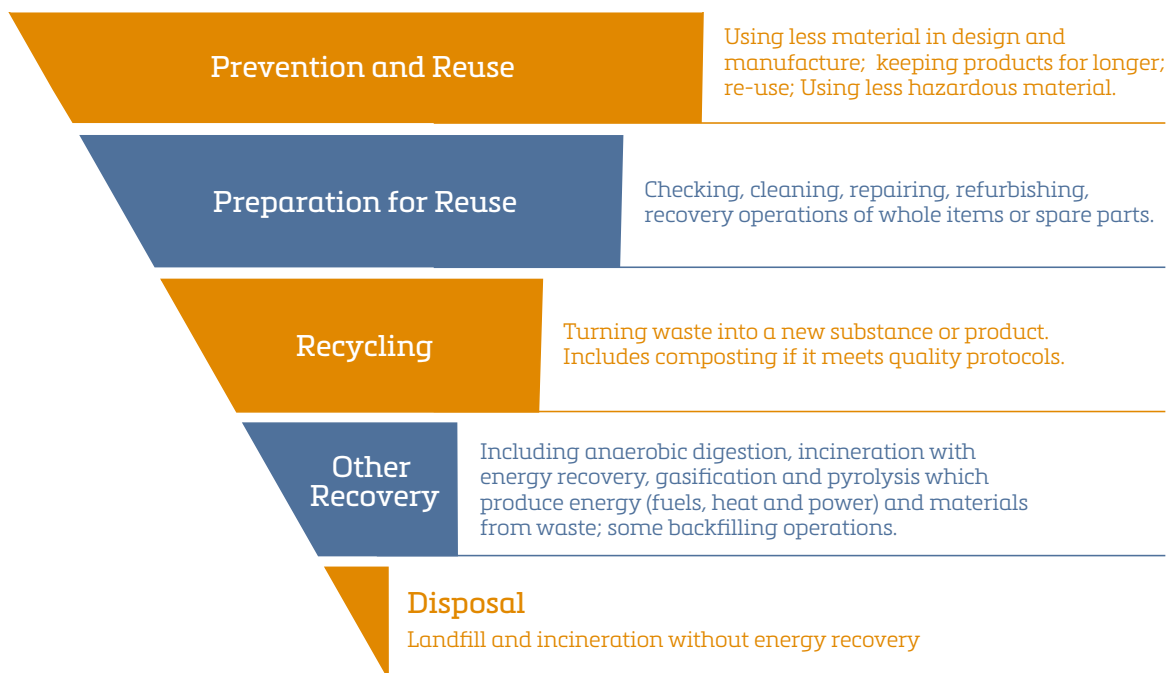 Prevention and Reuse
Using less material in design and
manufacture;  keeping products for longer;
re-use; Using less hazardous material.
Preparation for Reuse
Checking, cleaning, repairing, refurbishing,
recovery operations of whole items or spare parts.
Recycling
Turning waste into a new substance or product.
Includes composting if it meets quality protocols.
Other
Recovery
Including anaerobic digestion, incineration with
energy recovery, gasification and pyrolysis which
produce energy (fuels, heat and power) and materials
from waste; some backfilling operations.
Disposal
Landfill and incineration without energy recovery